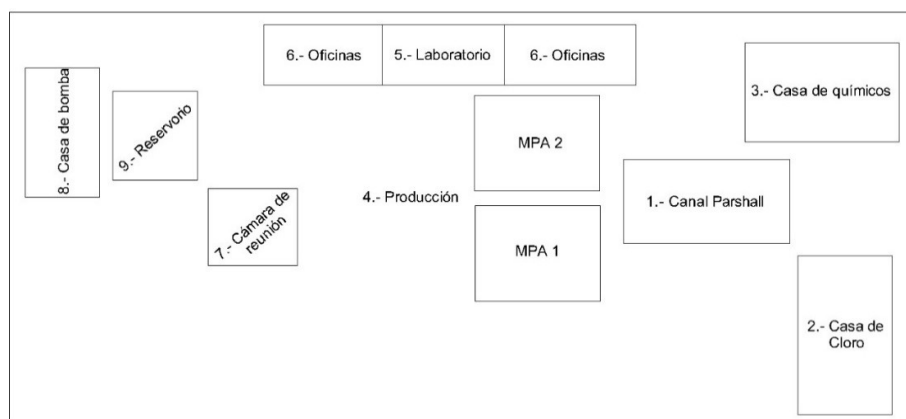 6.- Oficinas
5.- Laboratorio
6.- Oficinas
3.- Casa de químicos
8.- Casa de bomba
9.- Reservorio
MPA 2
4.- Producción
1.- Canal Parshall
7.- Cámara de
reunión
MPA 1
2.- Casa de
Cloro